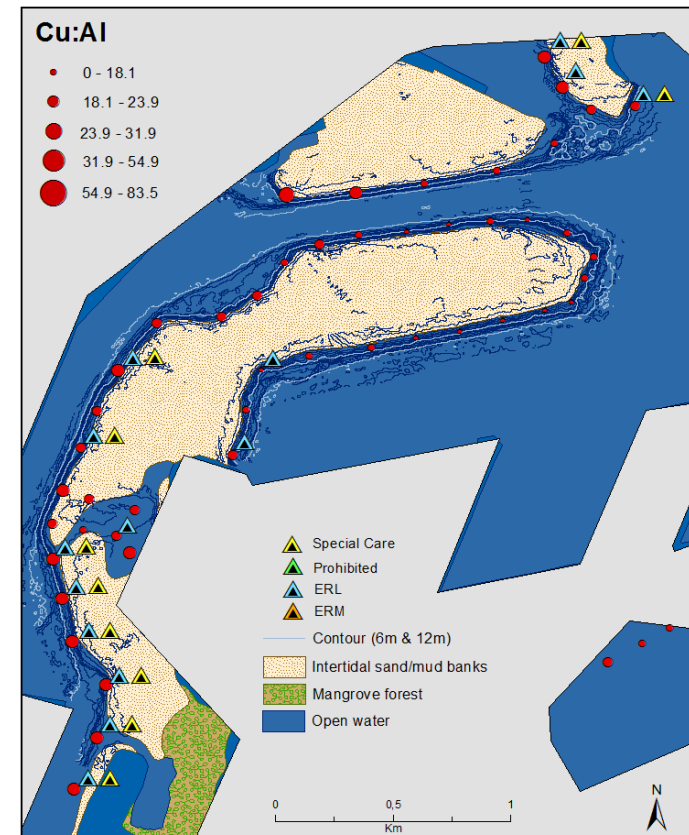 Cu:Al
0 - 18.1
18.1 - 23.9
23.9 - 31.9
31.9 - 54.9
54.9 - 83.5
Special Care
Prohibited
ERL
ERM
Contour (6m & 12m)
Intertidal sand/mud banks
Mangrove forest
Open water
0 0,5 1
Km
N